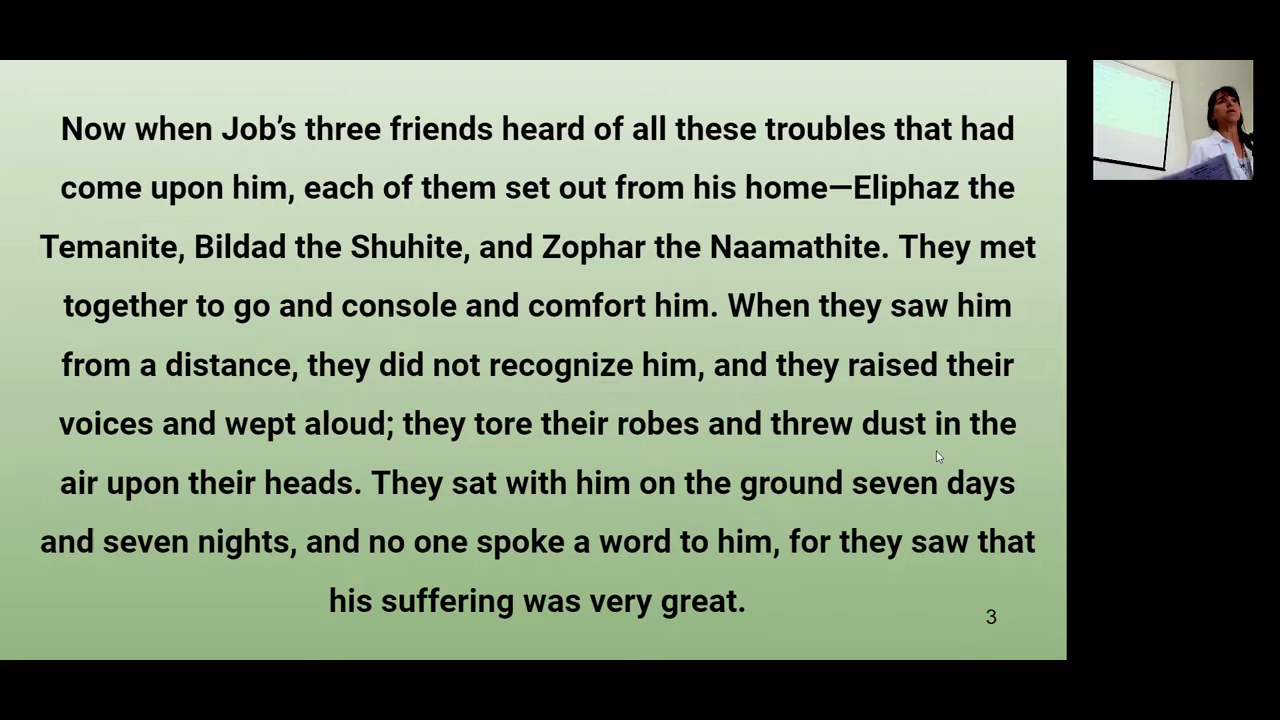 Now when Job’s three friends heard of all these troubles that had
come upon him, each of them set out from his home—Eliphaz the
Temanite, Bildad the Shuhite, and Zophar the Naamathite. They met
together to go and console and comfort him. When they saw him
from a distance, they did not recognize him, and they raised their
voices and wept aloud; they tore their robes and threw dust in the
air upon their heads. They sat with him on the ground seven days
and seven nights, and no one spoke a word to him, for they saw that
his suffering was very great.
3